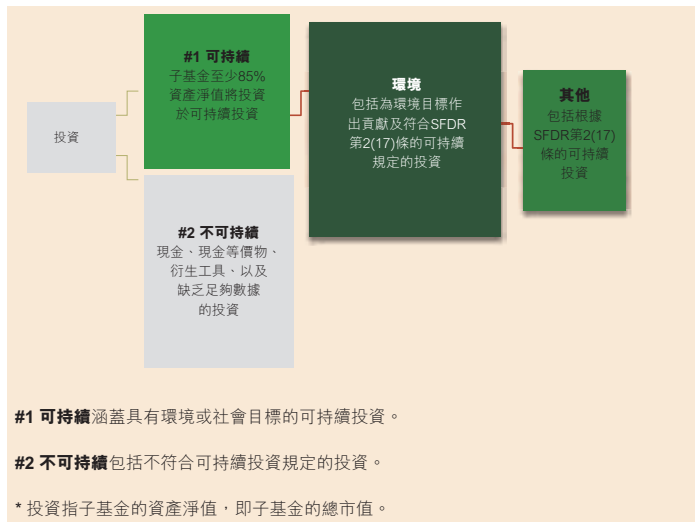 投資
#1 可持續
子基金至少85%
資產淨值將投資
於可持續投資
#2 不可持續
現金、現金等價物、
衍生工具、以及
缺乏足夠數據
的投資
環境
包括為環境目標作
出貢獻及符合SFDR
第2(17)條的可持續
規定的投資
其他
包括根據
SFDR第2(17)
條的可持續
投資
#1 可持續涵蓋具有環境或社會目標的可持續投資。
#2 不可持續包括不符合可持續投資規定的投資。
* 投資指子基金的資產淨值，即子基金的總市值。